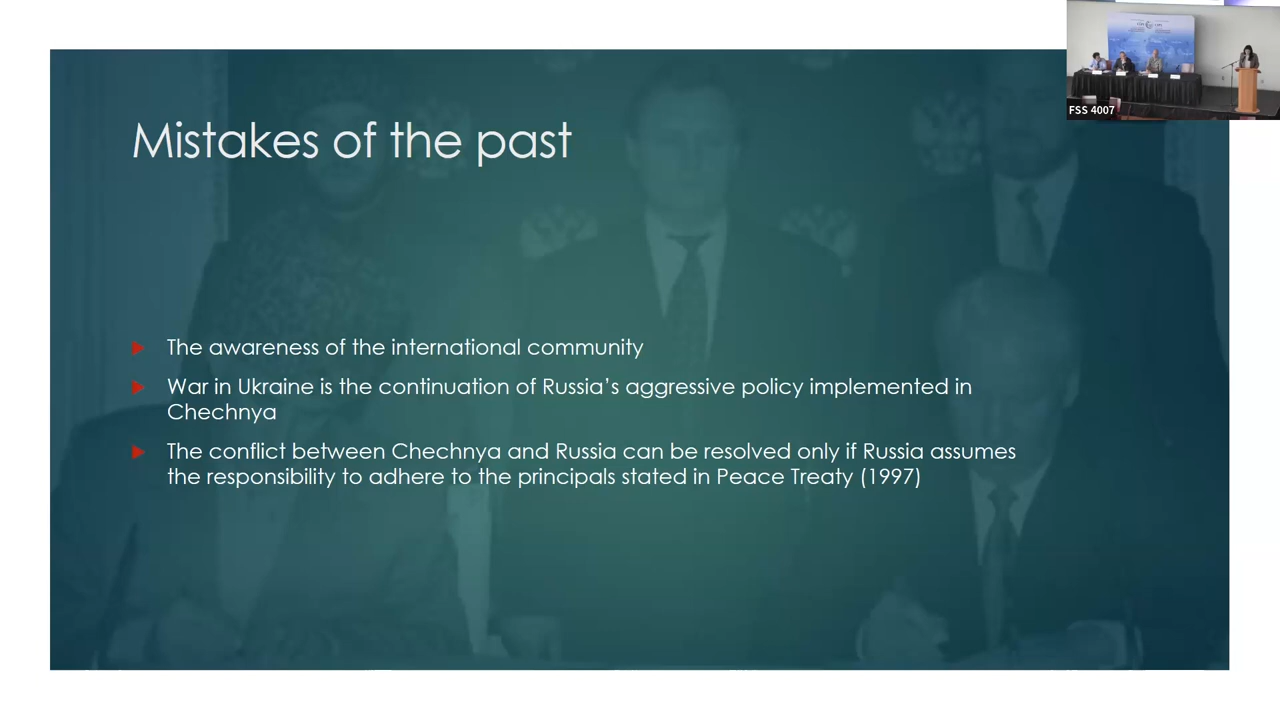 Mistakes of the past
The awareness of the international community
War in Ukraine is the continuation of Russia’s aggressive policy implemented in
Chechnya
The conflict between Chechnya and Russia can be resolved only if Russia assumes
the responsibility to adhere to the principals stated in Peace Treaty (1997)
FSS 4007